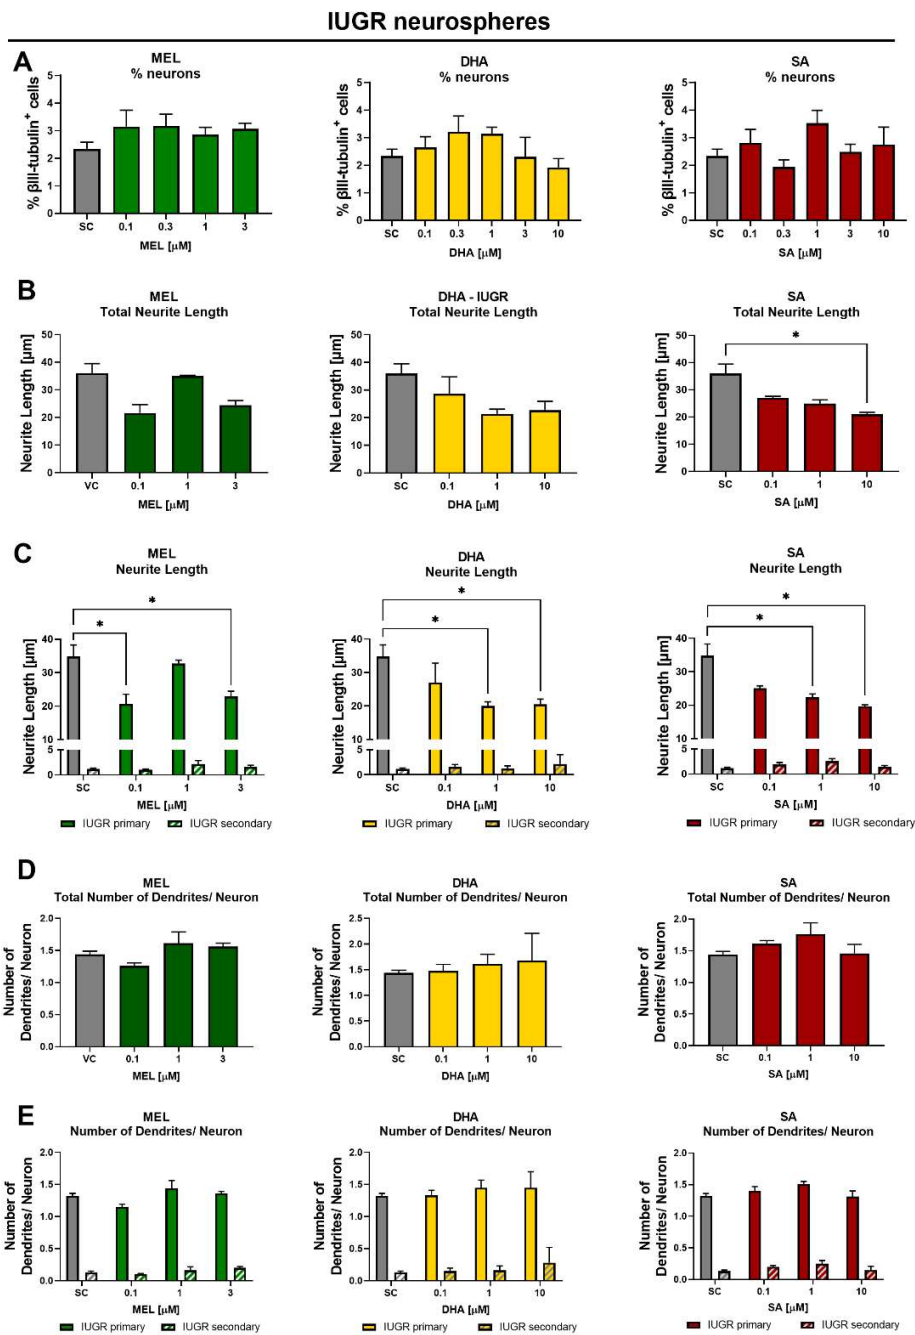 IUGR neurospheres
A
MEL
% neurons
% βIII-tubulin+ cells
5
4
3
2
1
0
SC 0.1 0.3 1 3
MEL [µM]
DHA
% neurons
% βIII-tubulin+ cells
5
4
3
2
1
0
SC 0.1 0.3 1 3 10
DHA [µM]
SA
% neurons
% βIII-tubulin+ cells
5
4
3
2
1
0
SC 0.1 0.3 1 3 10
SA [µM]
B
MEL
Total Neurite Length
Neurite Length [µm]
50
40
30
20
10
0
VC 0.1 1 3
MEL [µM]
DHA - IUGR
Total Neurite Length
Neurite Length [µm]
50
40
30
20
10
0
SC 0.1 1 10
DHA [µM]
SA
Total Neurite Length
Neurite Length [µm]
50
40
30
20
10
0
*
SC 0.1 1 10
SA [µM]
C
MEL
Neurite Length
Neurite Length [µm]
40
30
20
10
5
0
*
*
SC 0.1 1 3
MEL [µM]
IUGR primary IUGR secondary
DHA
Neurite Length
Neurite Length [µm]
40
30
20
10
5
0
*
*
SC 0.1 1 10
DHA [µM]
IUGR primary IUGR secondary
SA
Neurite Length
Neurite Length [µm]
40
30
20
10
5
0
*
*
SC 0.1 1 10
SA [µM]
IUGR primary IUGR secondary
D
MEL
Total Number of Dendrites/ Neuron
Number of
Dendrites/ Neuron
2.0
1.5
1.0
0.5
0.0
VC 0.1 1 3
MEL [µM]
DHA
Total Number of Dendrites/ Neuron
Number of
Dendrites/ Neuron
2.5
2.0
1.5
1.0
0.5
0.0
SC 0.1 1 10
DHA [µM]
SA
Total Number of Dendrites/ Neuron
Number of
Dendrites/ Neuron
2.0
1.5
1.0
0.5
0.0
SC 0.1 1 10
SA [µM]
E
MEL
Number of Dendrites/ Neuron
Number of
Dendrites/ Neuron
2.0
1.5
1.0
0.5
0.0
SC 0.1 1 3
MEL [µM]
IUGR primary IUGR secondary
DHA
Number of Dendrites/ Neuron
Number of
Dendrites/ Neuron
2.0
1.5
1.0
0.5
0.0
SC 0.1 1 10
DHA [µM]
IUGR primary IUGR secondary
SA
Number of Dendrites/ Neuron
Number of
Dendrites/ Neuron
2.0
1.5
1.0
0.5
0.0
SC 0.1 1 10
SA [µM]
IUGR primary IUGR secondary